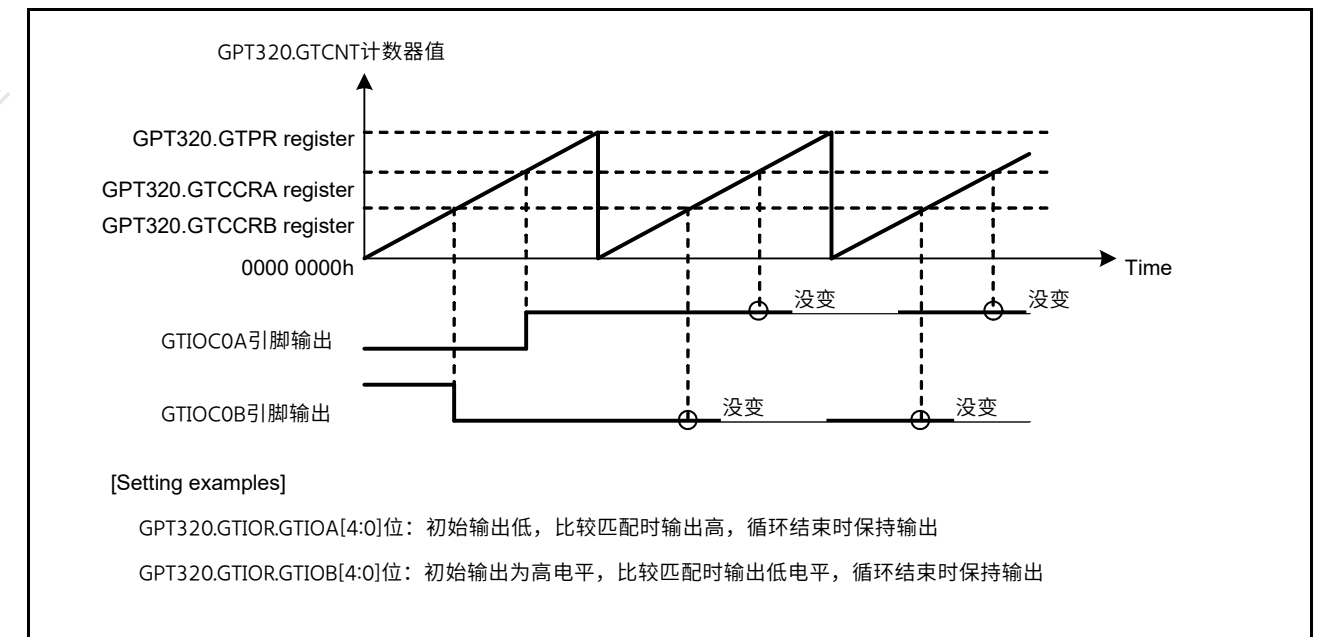 GPT320.GTCNT计数器值
GPT320.GTPR register
GPT320.GTCCRA register
GPT320.GTCCRB register
0000 0000h
Time
没变
没变
GTIOC0A引脚输出
没变
没变
GTIOC0B引脚输出
[Setting examples]
GPT320.GTIOR.GTIOA[4:0]位：初始输出低，比较匹配时输出高，循环结束时保持输出
GPT320.GTIOR.GTIOB[4:0]位：初始输出为高电平，比较匹配时输出低电平，循环结束时保持输出